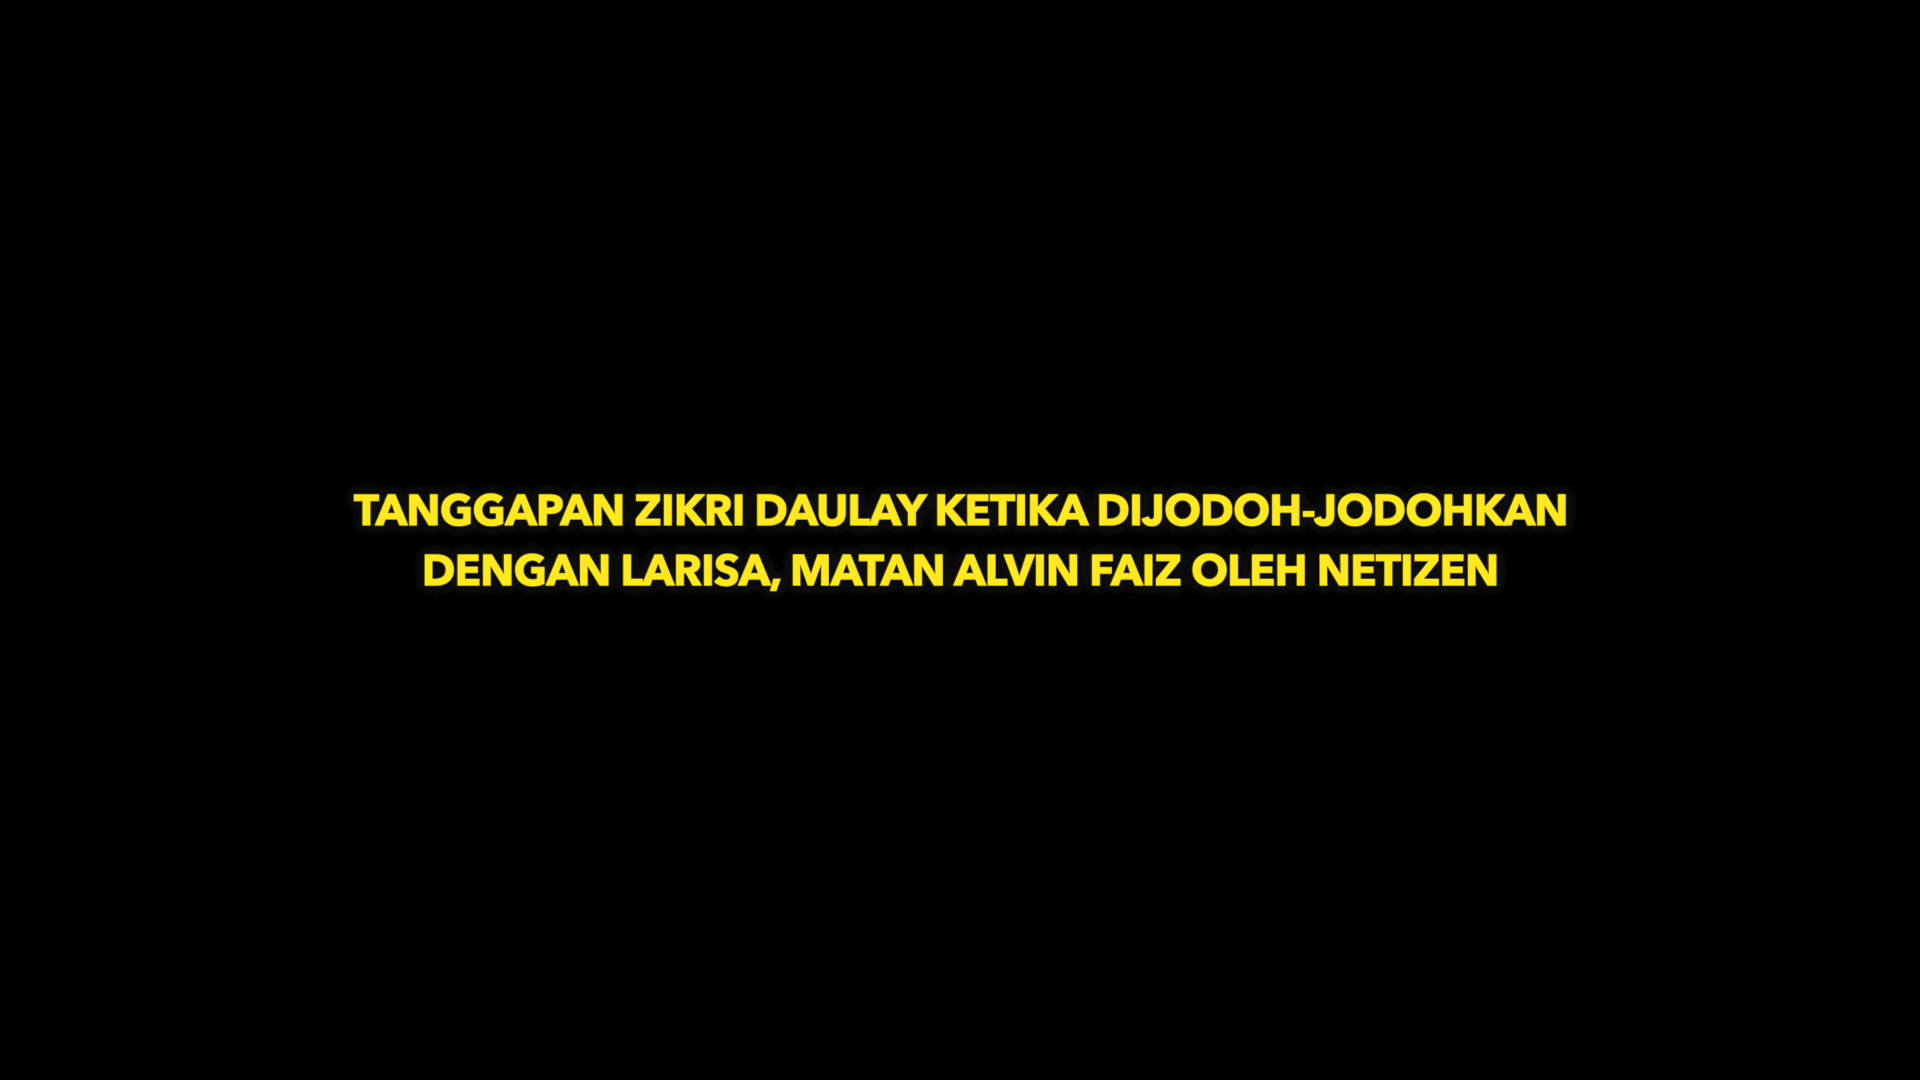 TANGGAPAN ZIKRI DAULAY KETIKA DIJODOH-JODOHKAN
DENGAN LARISA, MATAN ALVIN FAIZ OLEH NETIZEN